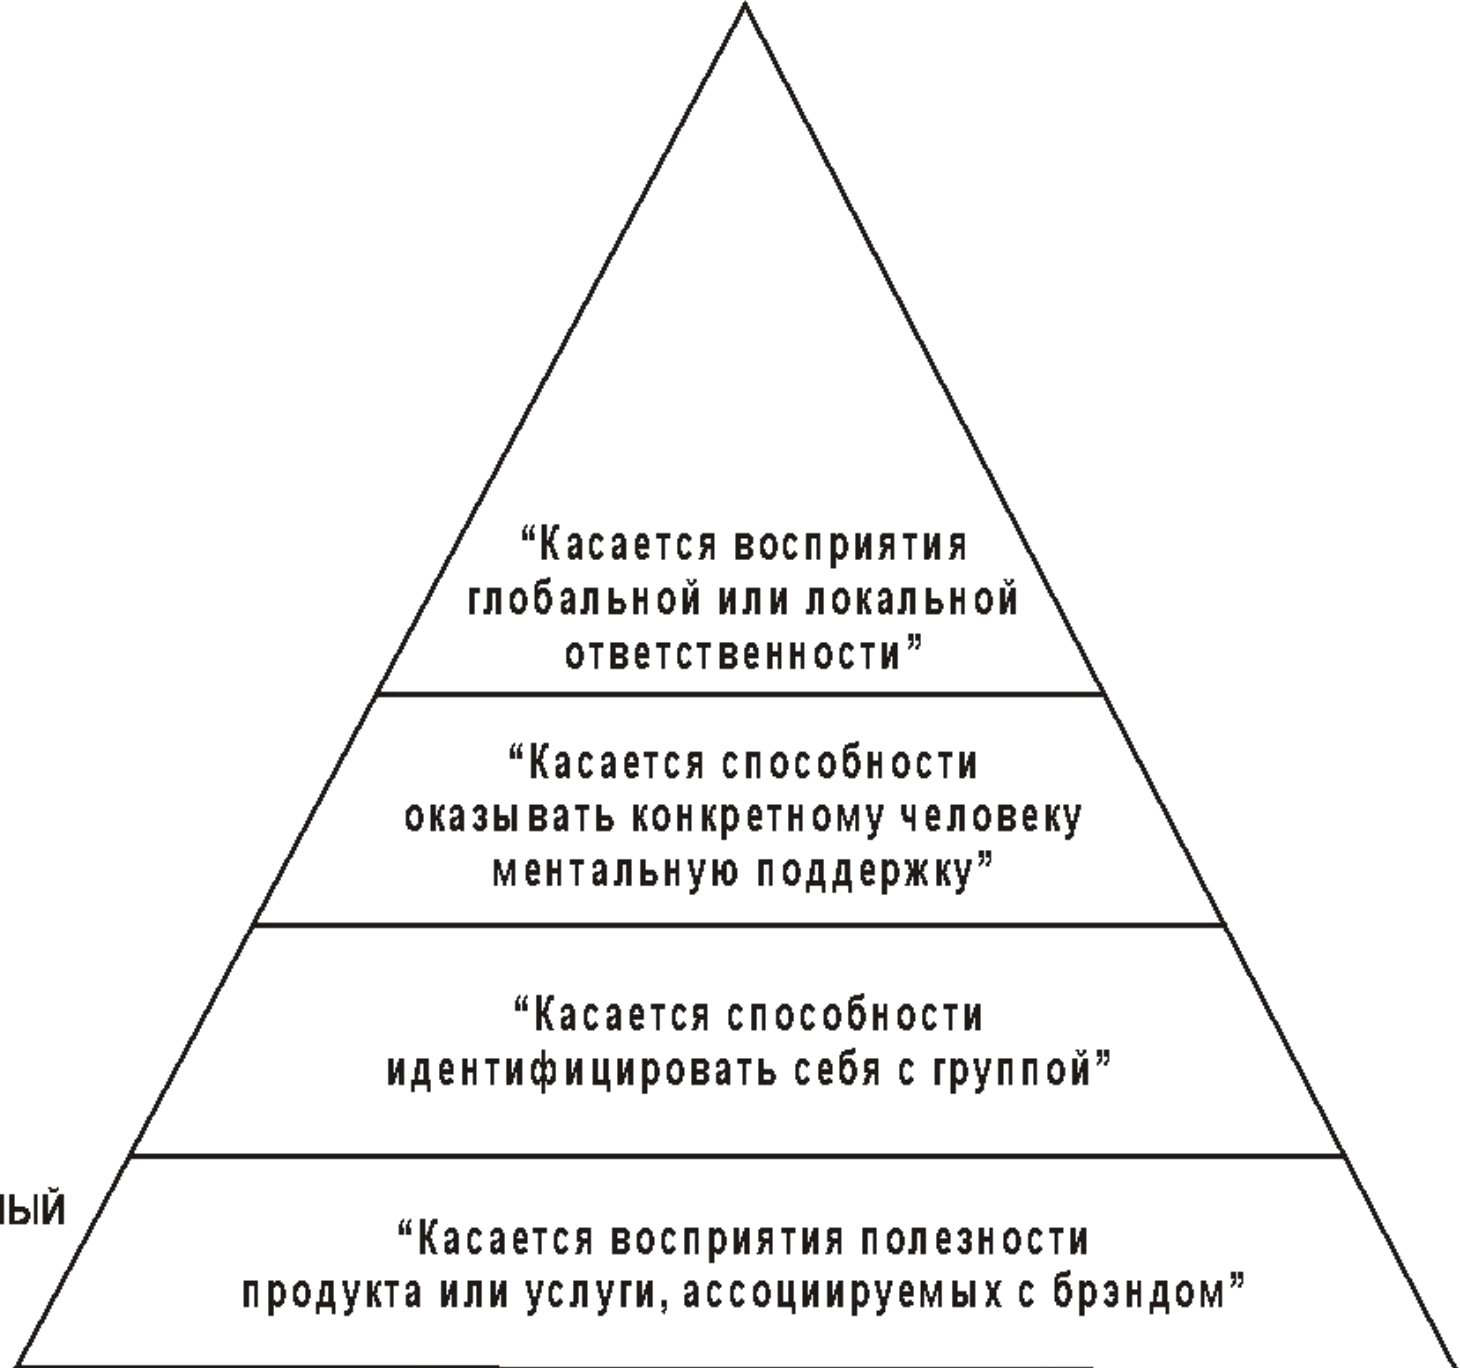 “Касается восприятия
глобальной или локальной
ответственности”
“Касается способности
оказывать конкретному человеку
ментальную поддержку”
“Касается способности
идентифицировать себя с группой”
“Касается восприятия полезности
продукта или услуги, ассоциируемых с брэндом”